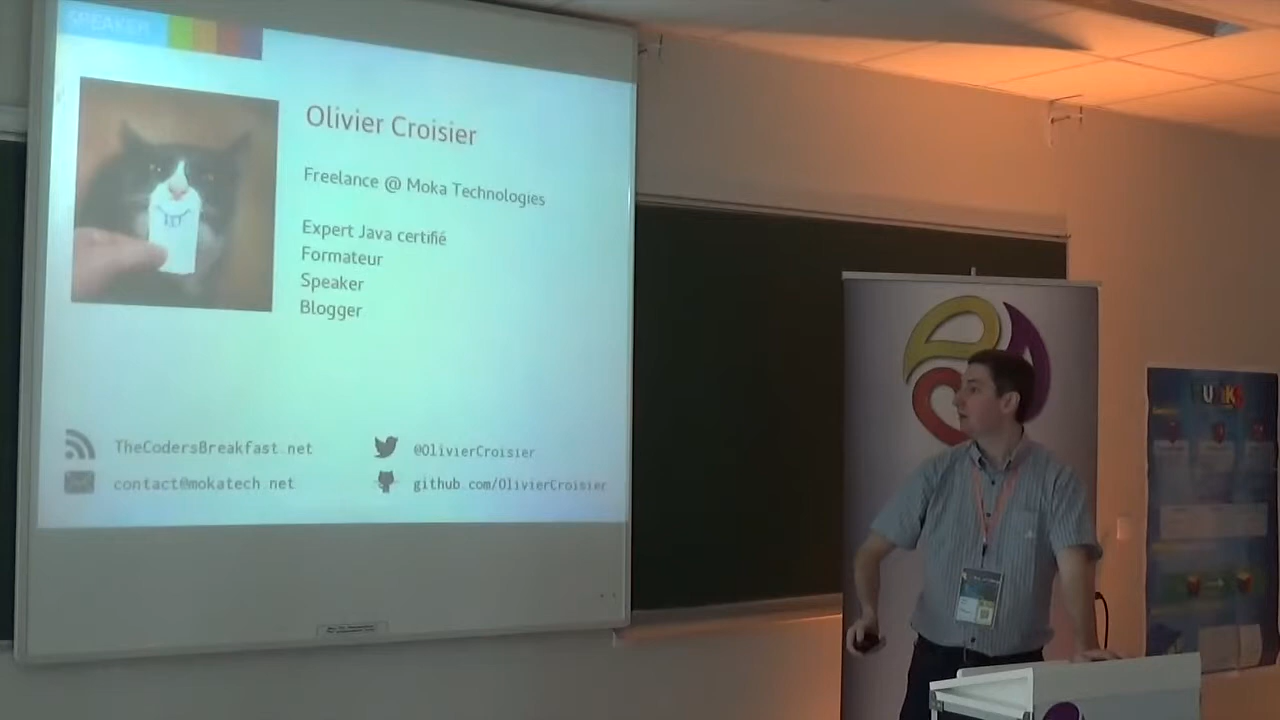 SPEAKER
Olivier Croisier
Freelance @ Moka Technologies
Expert Java certifié
Formateur
Speaker
Blogger
TheCodersBreakfast.net
@OlivierCroisier
contact@mokatech.net
github.com/OlivierCroisier